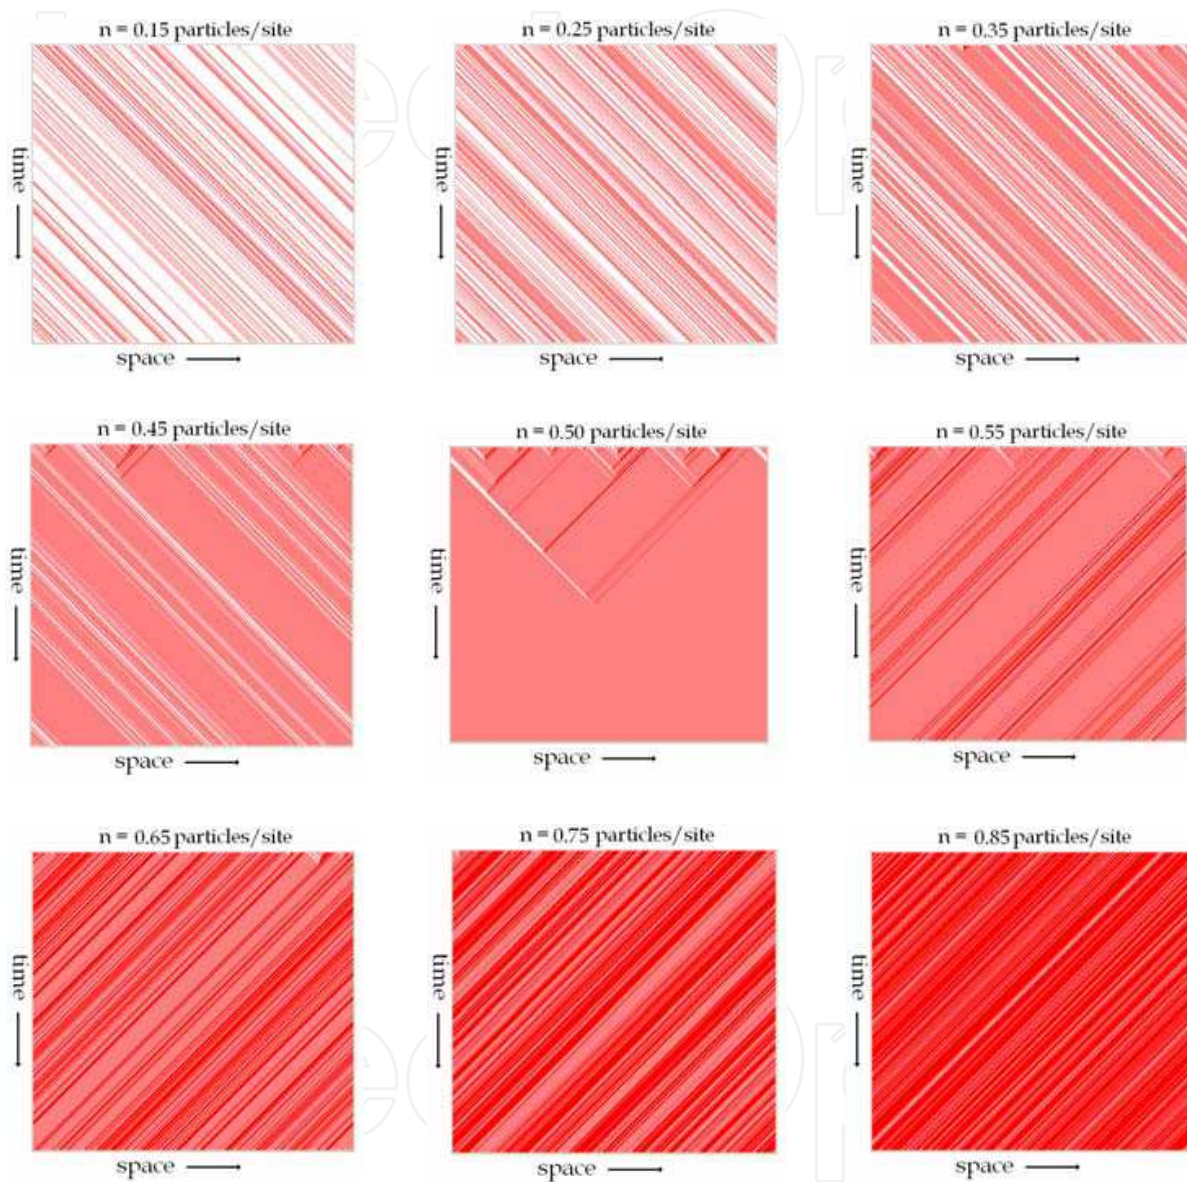 n = 0.15 particles/site
n = 0.25 particles/site
n = 0.35 particles/site
time
time
time
space
space
space
n = 0.45 particles/site
n = 0.50 particles/site
n = 0.55 particles/site
time
time
time
space
space
space
n = 0.65 particles/site
n = 0.75 particles/site
n = 0.85 particles/site
time
time
time
space
space
space